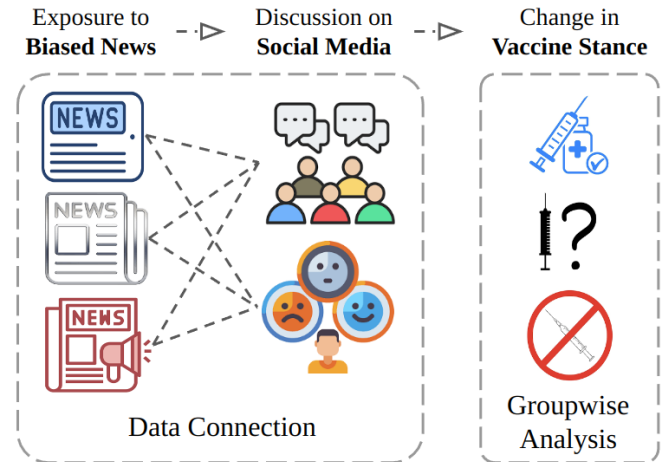 Exposure to
Biased News
Discussion on
Social Media
Change in
Vaccine Stance
NEWS
NEWS
NEWS
?
Data Connection
Groupwise
Analysis